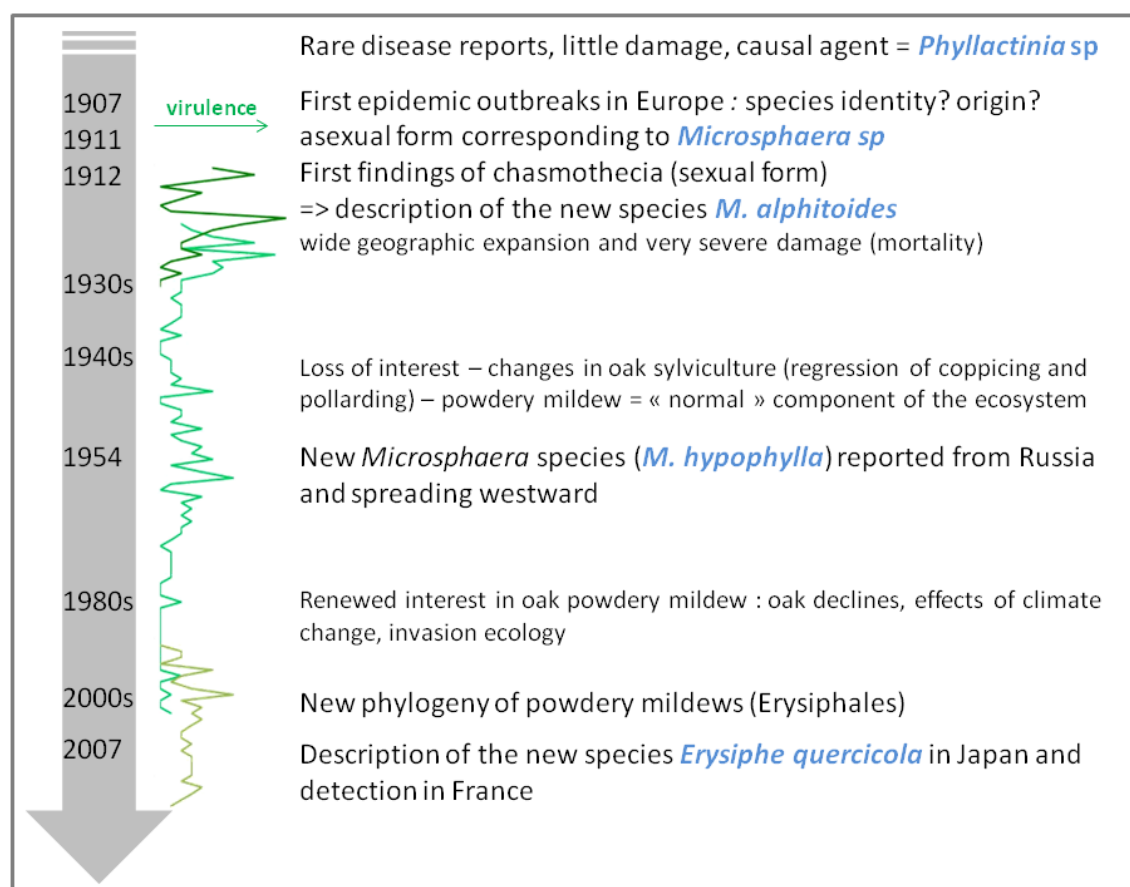 Rare disease reports, little damage, causal agent = Phyllactinia sp
1907
virulence
First epidemic outbreaks in Europe : species identity? origin?
1911
asexual form corresponding to Microsphaera sp
1912
First findings of chasmothecia (sexual form)
=> description of the new species M. alphitoides
wide geographic expansion and very severe damage (mortality)
1930s
1940s
Loss of interest – changes in oak sylviculture (regression of coppicing and
pollarding) – powdery mildew = « normal » component of the ecosystem
1954
New Microsphaera species (M. hypophylla) reported from Russia
and spreading westward
1980s
Renewed interest in oak powdery mildew : oak declines, effects of climate
change, invasion ecology
2000s
New phylogeny of powdery mildews (Erysiphales)
2007
Description of the new species Erysiphe quercicola in Japan and
detection in France